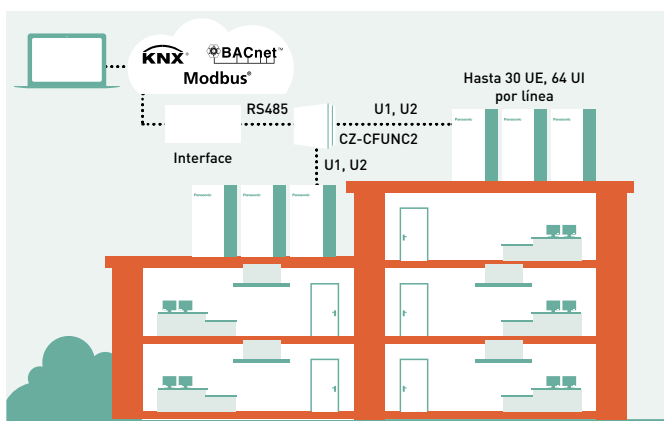 KNX®
BACnet™
Modbus®
Hasta 30 UE, 64 UI
por línea
RS485
U1, U2
CZ-CFUNC2
Interface
U1, U2
Panasonic
Panasonic
Panasonic
Panasonic
Panasonic
Panasonic